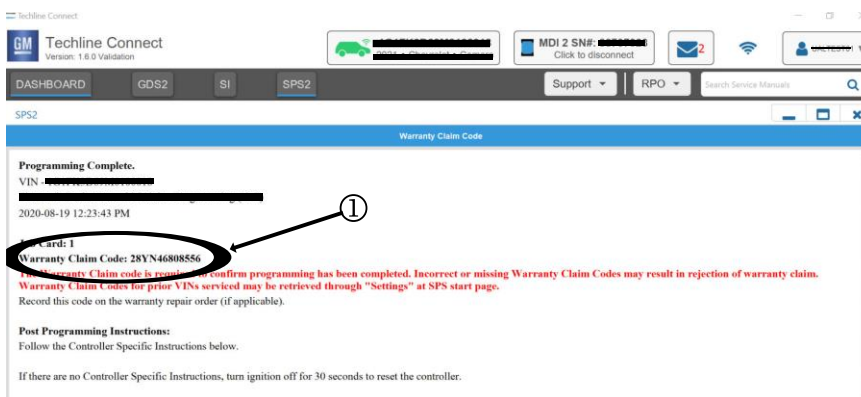 Techline Connect
GM
Techline Connect
Version: 1.6.0 Validation
2021 • Chevrolet • Camaro
MDI 2 SN#:
Click to disconnect
2
DASHBOARD
GDS2
SI
SPS2
Support
RPO
Search Service Manuals
SPS2
Warranty Claim Code
Programming Complete.
VIN -
2020-08-19 12:23:43 PM
①
Job Card: 1
Warranty Claim Code: 28YN46808556
The Warranty Claim code is required to confirm programming has been completed. Incorrect or missing Warranty Claim Codes may result in rejection of warranty claim.
Warranty Claim Codes for prior VINs serviced may be retrieved through "Settings" at SPS start page.
Record this code on the warranty repair order (if applicable).
Post Programming Instructions:
Follow the Controller Specific Instructions below.
If there are no Controller Specific Instructions, turn ignition off for 30 seconds to reset the controller.